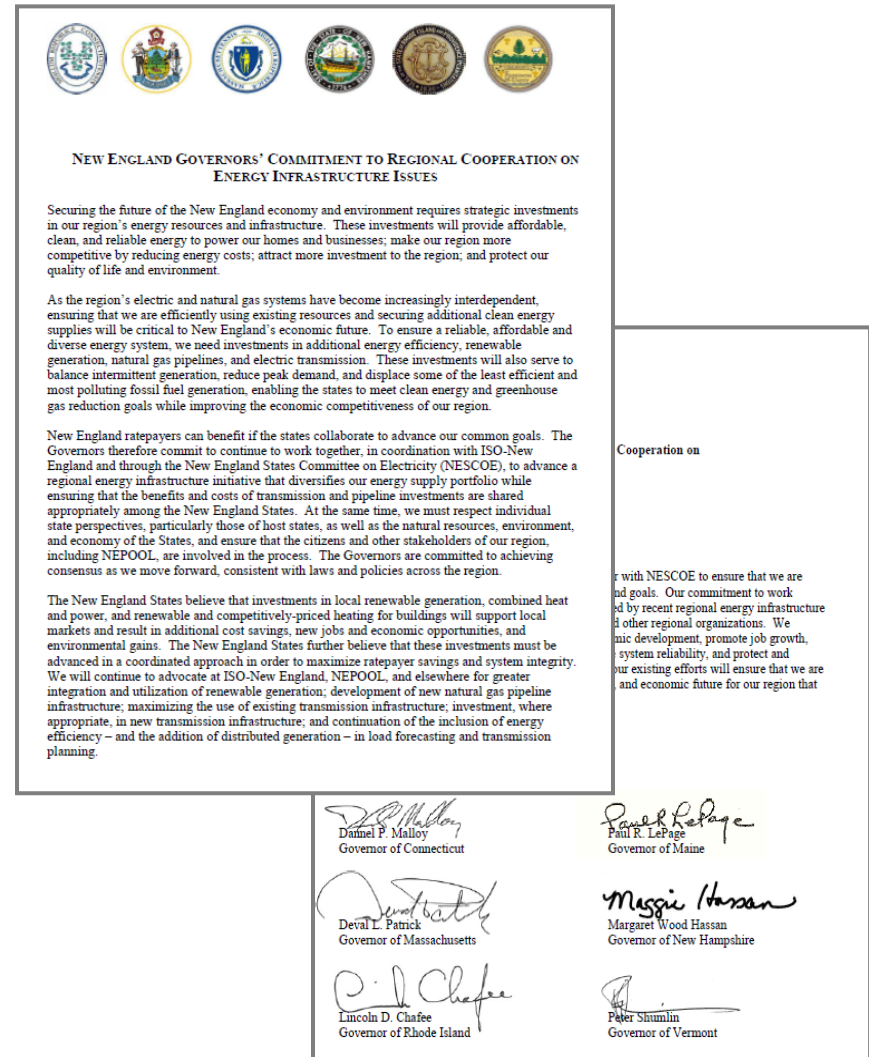 NEW ENGLAND GOVERNORS' COMMITMENT TO REGIONAL COOPERATION ON
ENERGY INFRASTRUCTURE ISSUES
Securing the future of the New England economy and environment requires strategic investments
in our region's energy resources and infrastructure. These investments will provide affordable,
clean, and reliable energy to power our homes and businesses; make our region more
competitive by reducing energy costs; attract more investment to the region; and protect our
quality of life and environment.
As the region's electric and natural gas systems have become increasingly interdependent,
ensuring that we are efficiently using existing resources and securing additional clean energy
supplies will be critical to New England's economic future. To ensure a reliable, affordable and
diverse energy system, we need investments in additional energy efficiency, renewable
generation, natural gas pipelines, and electric transmission. These investments will also serve to
balance intermittent generation, reduce peak demand, and displace some of the least efficient and
most polluting fossil fuel generation, enabling the states to meet clean energy and greenhouse
gas reduction goals while improving the economic competitiveness of our region.
New England ratepayers can benefit if the states collaborate to advance our common goals. The
Governors therefore commit to continue to work together, in coordination with ISO-New
England and through the New England States Committee on Electricity (NESCOE), to advance a
regional energy infrastructure initiative that diversifies our energy supply portfolio while
ensuring that the benefits and costs of transmission and pipeline investments are shared
appropriately among the New England States. At the same time, we must respect individual
state perspectives, particularly those of host states, as well as the natural resources, environment,
and economy of the States, and ensure that the citizens and other stakeholders of our region,
including NEPOOL, are involved in the process. The Governors are committed to achieving
consensus as we move forward, consistent with laws and policies across the region.
The New England States believe that investments in local renewable generation, combined heat
and power, and renewable and competitively-priced heating for buildings will support local
markets and result in additional cost savings, new jobs and economic opportunities, and
environmental gains. The New England States further believe that these investments must be
advanced in a coordinated approach in order to maximize ratepayer savings and system integrity.
We will continue to advocate at ISO-New England, NEPOOL, and elsewhere for greater
integration and utilization of renewable generation; development of new natural gas pipeline
infrastructure; maximizing the use of existing transmission infrastructure; investment, where
appropriate, in new transmission infrastructure; and continuation of the inclusion of energy
efficiency – and the addition of distributed generation – in load forecasting and transmission
planning.
Cooperation on
with NESCOE to ensure that we are
goals. Our commitment to work
by recent regional energy infrastructure
other regional organizations. We
development, promote job growth,
system reliability, and protect and
existing efforts will ensure that we are
, and economic future for our region that
Dannel P. Malloy
Governor of Connecticut
Paul R. LePage
Paul R. LePage
Governor of Maine
Deval L. Patrick
Governor of Massachusetts
Maggie Hassan
Margaret Wood Hassan
Governor of New Hampshire
Lincoln D. Chafee
Governor of Rhode Island
Peter Shumlin
Governor of Vermont